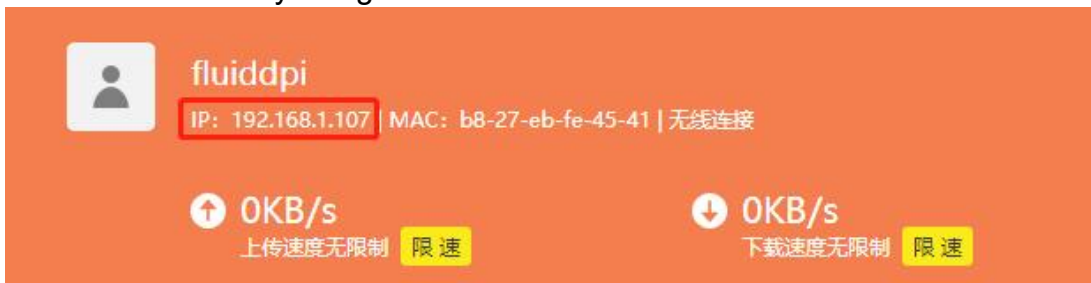 fluiddpi
IP: 192.168.1.107 | MAC: b8-27-eb-fe-45-41 | 无线连接
0KB/s
上传速度无限制 限速
0KB/s
下载速度无限制 限速